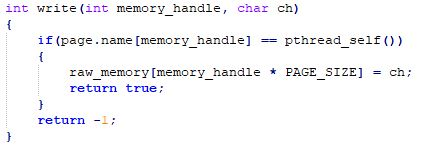 int write(int memory_handle, char ch)
{
if(page.name[memory_handle] == pthread_self())
{
raw_memory[memory_handle * PAGE_SIZE] = ch;
return true;
}
return -1;
}